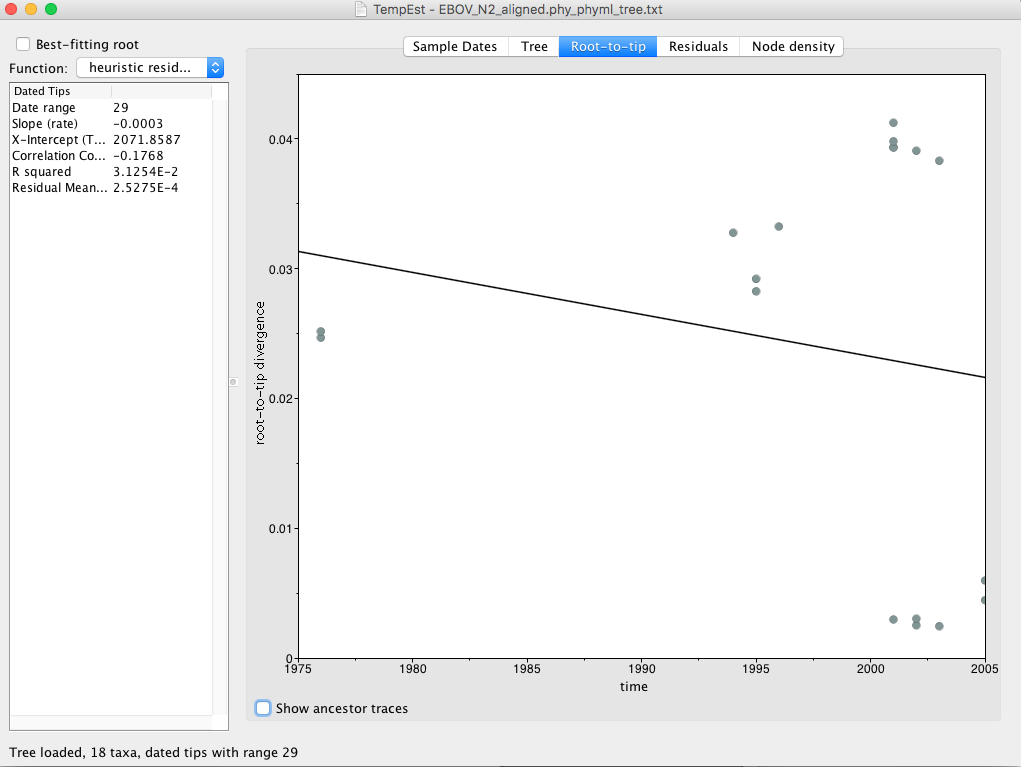 TempEst - EBOV_N2_aligned.phy_phyml_tree.txt
Best-fitting root
Function: heuristic resid...
Dated Tips
Date range 29
Slope (rate) -0.0003
X-Intercept (T... 2071.8587
Correlation Co... -0.1768
R squared 3.1254E-2
Residual Mean... 2.5275E-4
Sample Dates Tree Root-to-tip Residuals Node density
root-to-tip divergence
0.04
0.03
0.02
0.01
0
1975 1980 1985 1990 1995 2000 2005
time
Show ancestor traces
Tree loaded, 18 taxa, dated tips with range 29